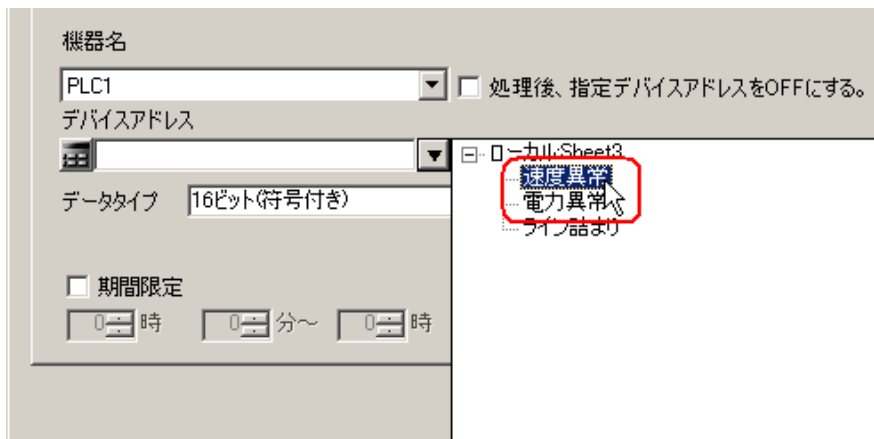 機器名
PLC1
処理後、指定デバイスアドレスをOFFにする。
デバイスアドレス
ローカル:Sheet3
速度異常
データタイプ
16ビット(符号付き)
電力異常
ライン詰まり
期間限定
0 時 0 分～ 0 時